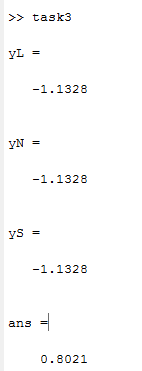 >> task3
yL =
-1.1328
yN =
-1.1328
yS =
-1.1328
ans =
0.8021